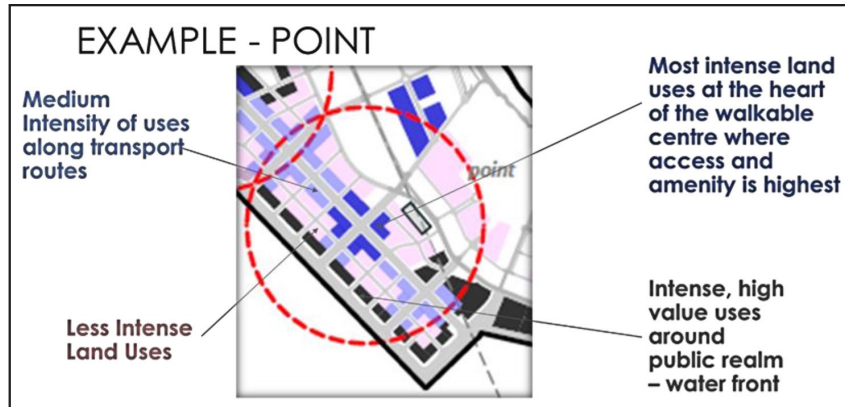 EXAMPLE - POINT
Medium
Intensity of uses
along transport
routes
Most intense land
uses at the heart
of the walkable
centre where
access and
amenity is highest
point
Less Intense
Land Uses
Intense, high
value uses
around
public realm
– water front